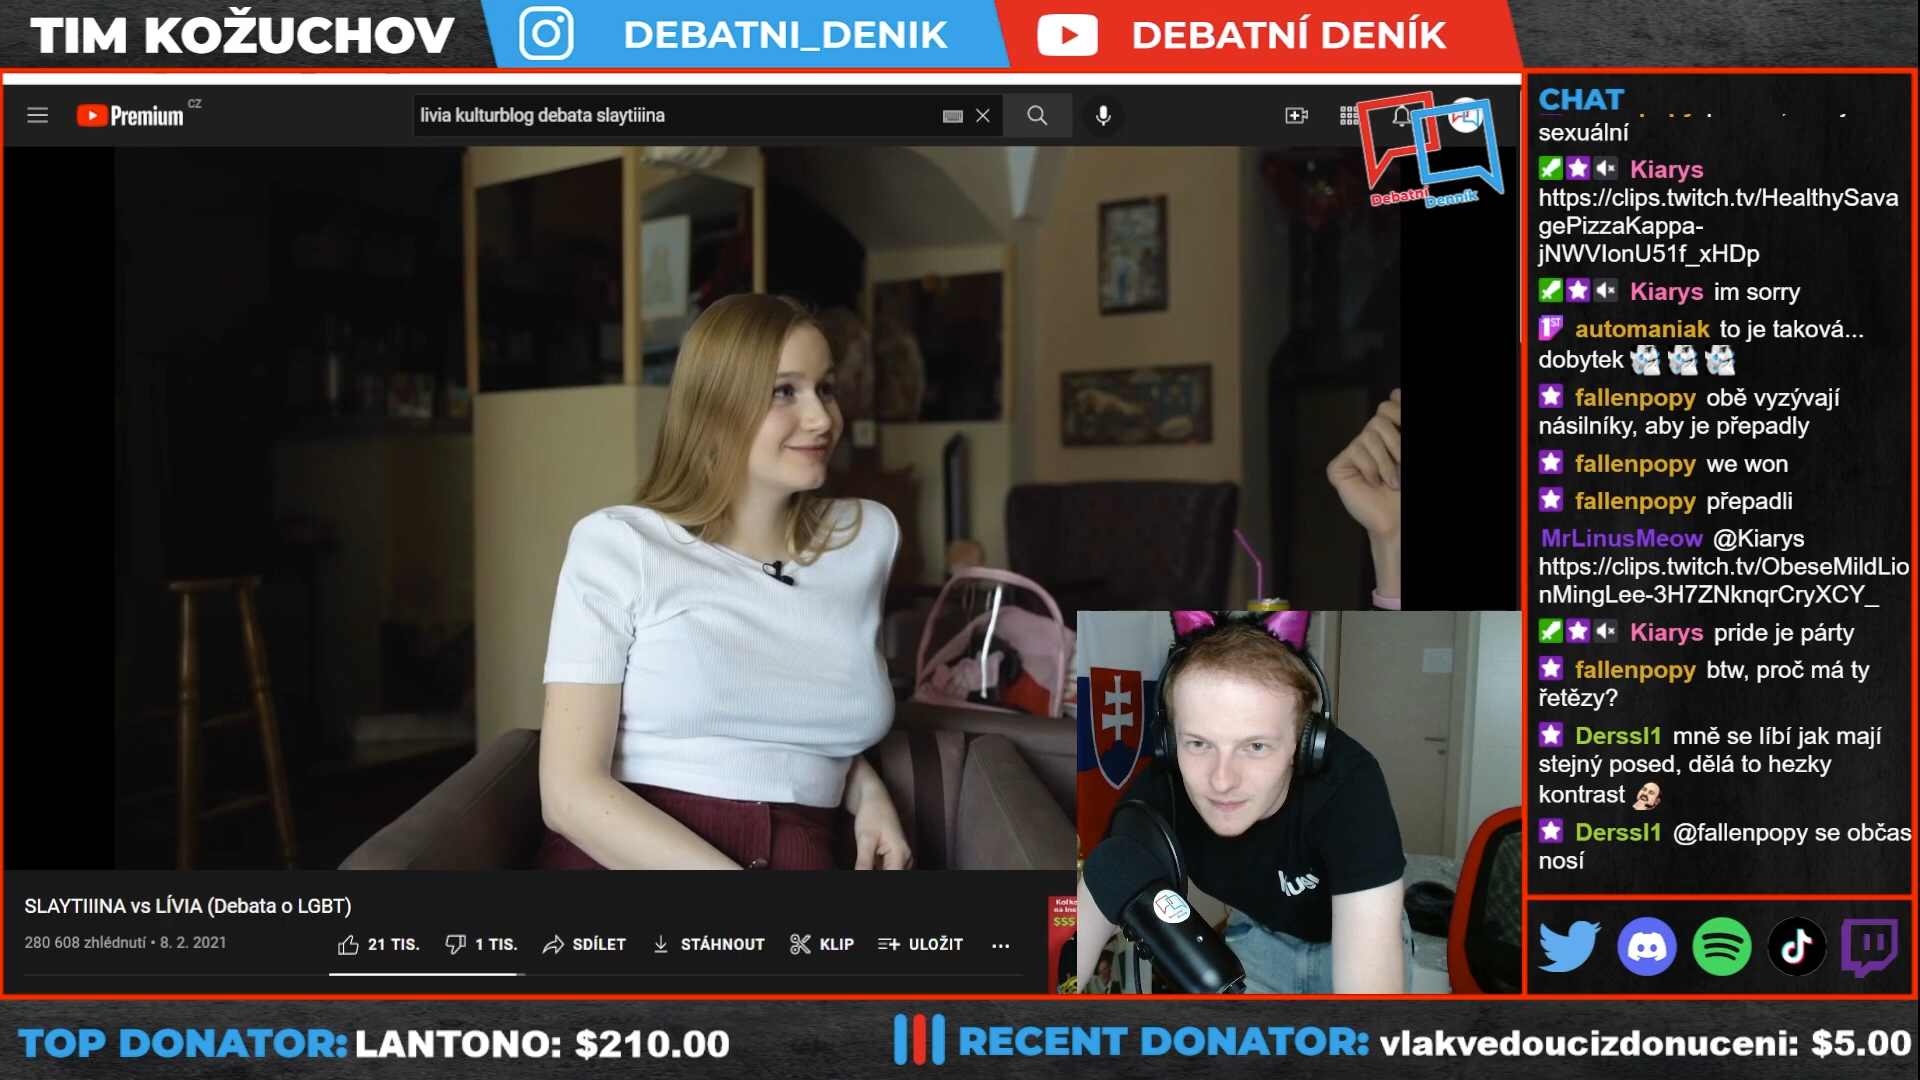 TIM KOŽUCHOV
DEBATNI_DENIK
DEBATNÍ DENÍK
Premium CZ
livia kulturblog debata slaytiiina
Debatní
Denník
CHAT
sexuální
Kiarys
https://clips.twitch.tv/HealthySava
gePizzaKappa-
jNWVIonU51f_xHDp
Kiarys im sorry
1ST automaniak to je taková...
dobytek
fallenpopy obě vyzývají
násilníky, aby je přepadly
fallenpopy we won
fallenpopy přepadli
MrLinusMeow @Kiarys
https://clips.twitch.tv/ObeseMildLio
nMingLee-3H7ZNknqrCryXCY_
Kiarys pride je párty
fallenpopy btw, proč má ty
řetězy?
Derssl1 mně se líbí jak mají
stejný posed, dělá to hezky
kontrast
Derssl1 @fallenpopy se občas
nosí
SLAYTIIINA vs LÍVIA (Debata o LGBT)
280 608 zhlédnutí • 8. 2. 2021
21 TIS.
1 TIS.
SDÍLET
STÁHNOUT
KLIP
ULOŽIT
$$$
TOP DONATOR: LANTONO: $210.00
RECENT DONATOR: vlakvedoucizdonuceni: $5.00